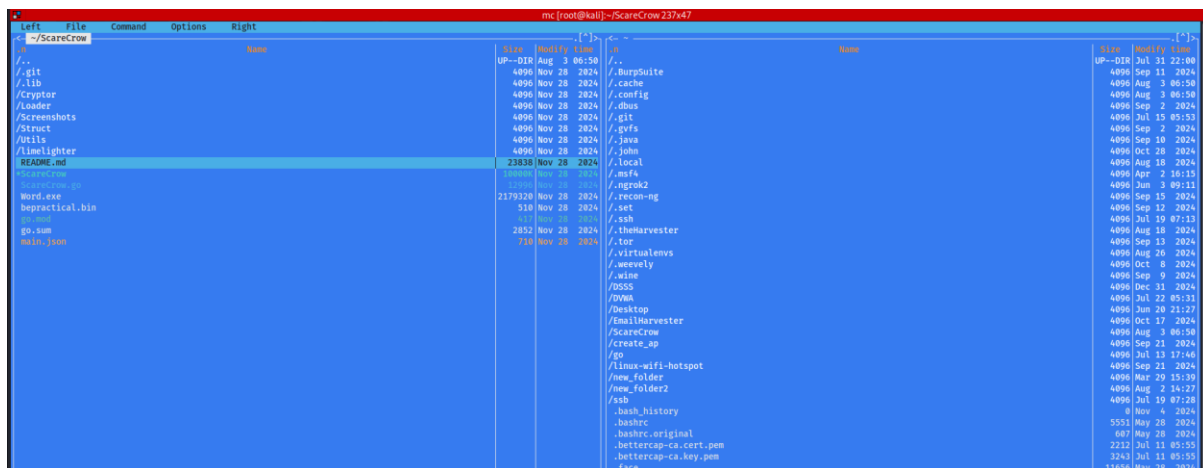 mc [root@kali]:~/ScareCrow 237x47
Left File Command Options Right
<- ~/ScareCrow .[^]>
.n Name Size Modify time
/.. UP--DIR Aug 3 06:50
/.git 4096 Nov 28 2024
/.lib 4096 Nov 28 2024
/Cryptor 4096 Nov 28 2024
/Loader 4096 Nov 28 2024
/Screenshots 4096 Nov 28 2024
/Struct 4096 Nov 28 2024
/Utils 4096 Nov 28 2024
/limelighter 4096 Nov 28 2024
README.md 23838 Nov 28 2024
*ScareCrow 10000K Nov 28 2024
ScareCrow.go 12996 Nov 28 2024
Word.exe 2179320 Nov 28 2024
bepractical.bin 510 Nov 28 2024
go.mod 417 Nov 28 2024
go.sum 2852 Nov 28 2024
main.json 710 Nov 28 2024
<- ~ .[^]>
.n Name Size Modify time
/.. UP--DIR Jul 31 22:00
/.BurpSuite 4096 Sep 11 2024
/.cache 4096 Aug 3 06:50
/.config 4096 Aug 3 06:50
/.dbus 4096 Sep 2 2024
/.git 4096 Jul 15 05:53
/.gvfs 4096 Sep 2 2024
/.java 4096 Sep 10 2024
/.john 4096 Oct 28 2024
/.local 4096 Aug 18 2024
/.msf4 4096 Apr 2 16:15
/.ngrok2 4096 Jun 3 09:11
/.recon-ng 4096 Sep 15 2024
/.set 4096 Sep 12 2024
/.ssh 4096 Jul 19 07:13
/.theHarvester 4096 Aug 18 2024
/.tor 4096 Sep 13 2024
/.virtualenvs 4096 Aug 26 2024
/.weevely 4096 Oct 8 2024
/.wine 4096 Sep 9 2024
/DSSS 4096 Dec 31 2024
/DVWA 4096 Jul 22 05:31
/Desktop 4096 Jun 20 21:27
/EmailHarvester 4096 Oct 17 2024
/ScareCrow 4096 Aug 3 06:50
/create_ap 4096 Sep 21 2024
/go 4096 Jul 13 17:46
/linux-wifi-hotspot 4096 Sep 21 2024
/new_folder 4096 Mar 29 15:39
/new_folder2 4096 Aug 2 14:27
/ssb 4096 Jul 19 07:28
.bash_history 0 Nov 4 2024
.bashrc 5551 May 28 2024
.bashrc.original 607 May 28 2024
.bettercap-ca.cert.pem 2212 Jul 11 05:55
.bettercap-ca.key.pem 3243 Jul 11 05:55
.face 11656 May 28 2024